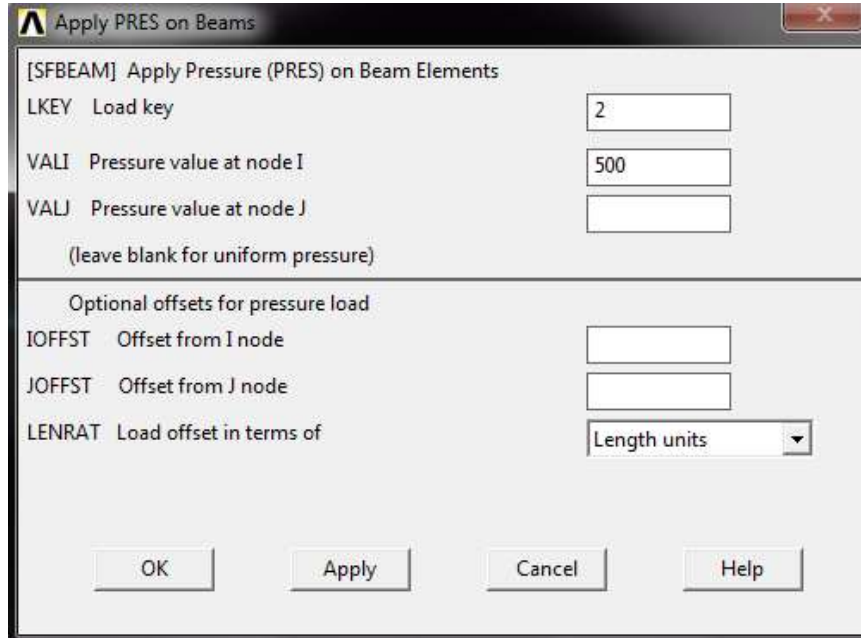 Apply PRES on Beams
[SFBEAM] Apply Pressure (PRES) on Beam Elements
LKEY Load key 2
VALI Pressure value at node I 500
VALJ Pressure value at node J
(leave blank for uniform pressure)
Optional offsets for pressure load
IOFFST Offset from I node
JOFFST Offset from J node
LENRAT Load offset in terms of Length units
OK Apply Cancel Help